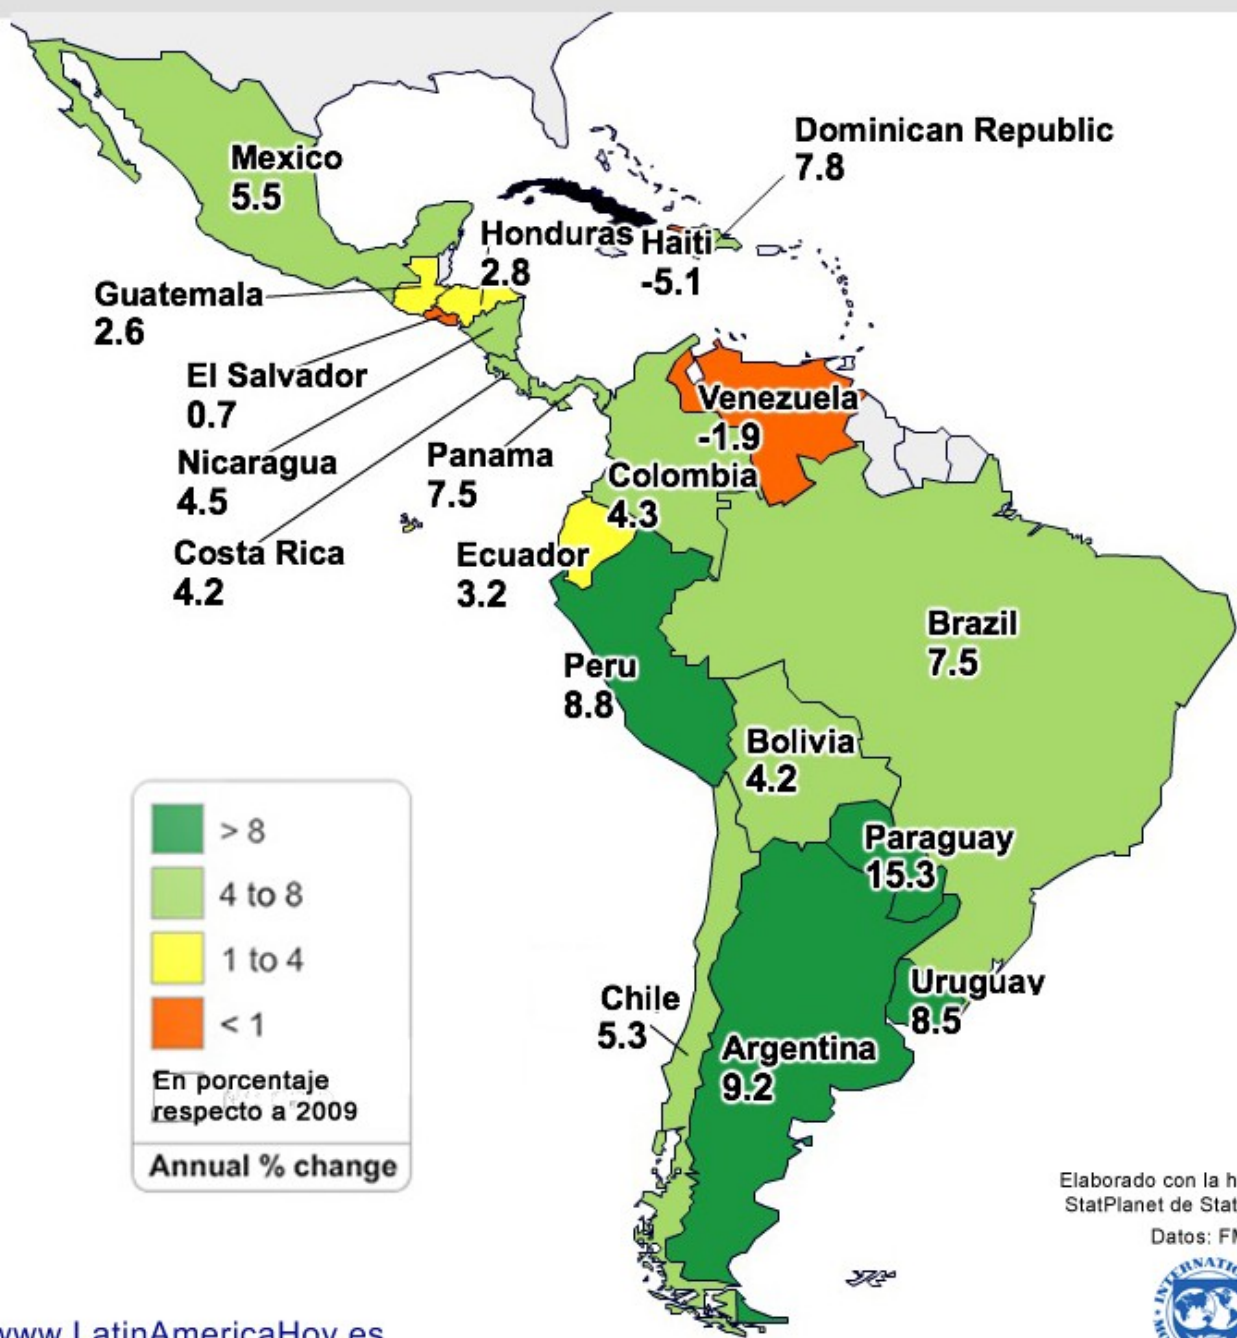 Dominican Republic
7.8
Mexico
5.5
Honduras
2.8
Haiti
-5.1
Guatemala
2.6
El Salvador
0.7
Venezuela
-1.9
Nicaragua
4.5
Panama
7.5
Colombia
4.3
Costa Rica
4.2
Ecuador
3.2
Brazil
7.5
Peru
8.8
Bolivia
4.2
Paraguay
15.3
Uruguay
8.5
Chile
5.3
Argentina
9.2
> 8
4 to 8
1 to 4
< 1
En porcentaje
respecto a 2009
Annual % change
Elaborado con la h
StatPlanet de Stat
Datos: FM
INTERNATIO
www.LatinAmericaHoy.es